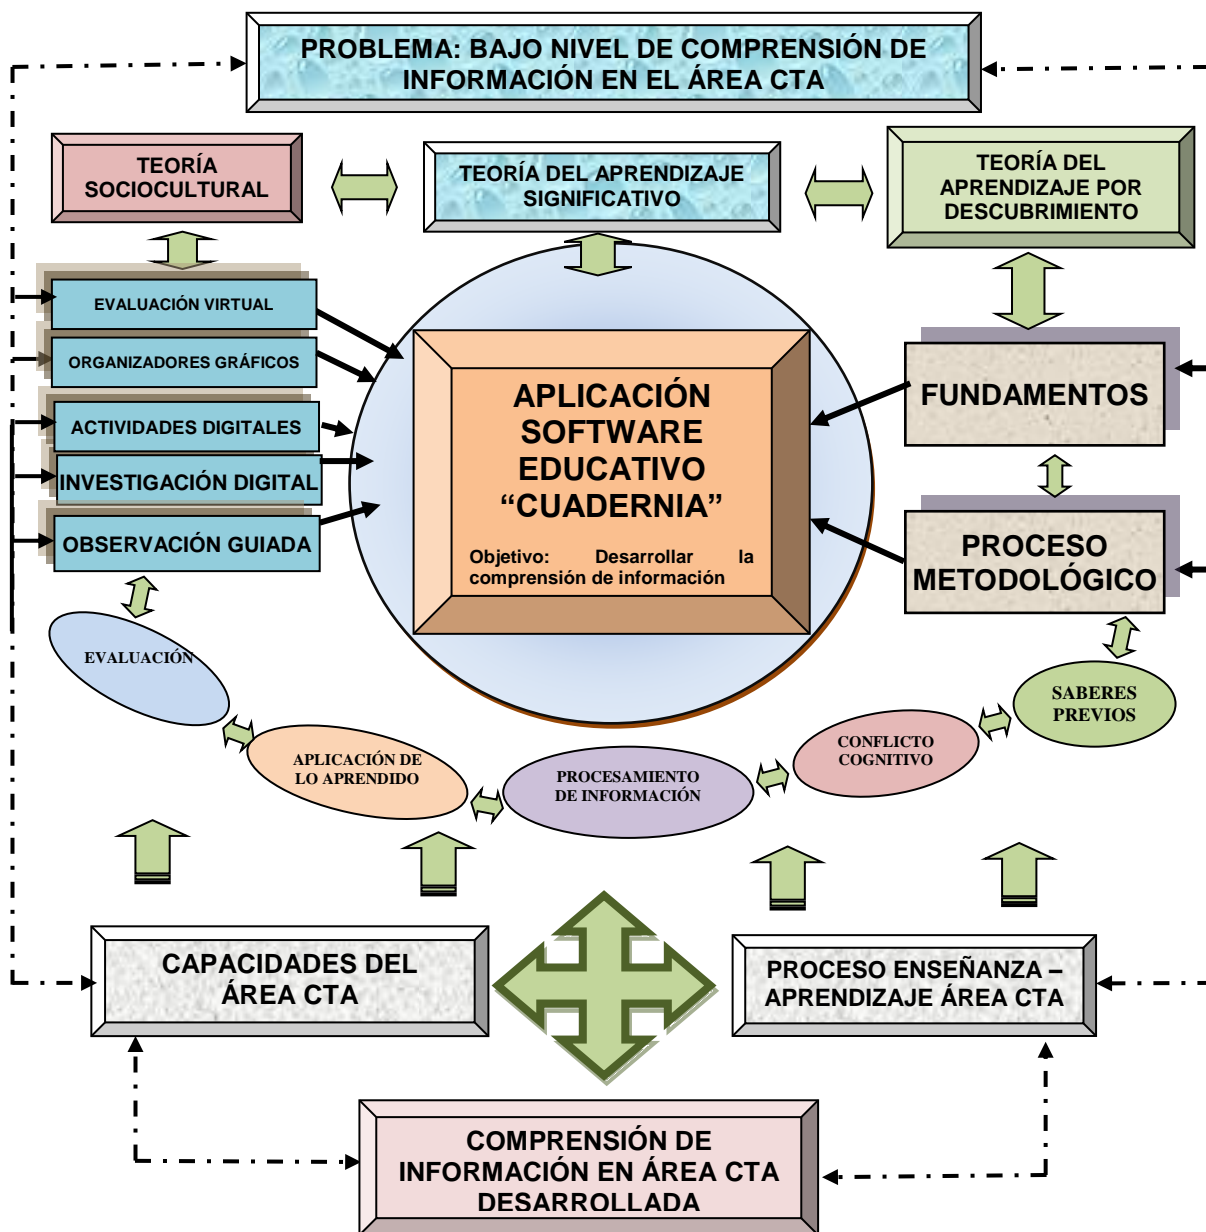 PROBLEMA: BAJO NIVEL DE COMPRENSIÓN DE
INFORMACIÓN EN EL ÁREA CTA
TEORÍA
SOCIOCULTURAL
TEORÍA DEL APRENDIZAJE
SIGNIFICATIVO
TEORÍA DEL
APRENDIZAJE POR
DESCUBRIMIENTO
EVALUACIÓN VIRTUAL
ORGANIZADORES GRÁFICOS
ACTIVIDADES DIGITALES
INVESTIGACIÓN DIGITAL
OBSERVACIÓN GUIADA
APLICACIÓN
SOFTWARE
EDUCATIVO
“CUADERNIA”
Objetivo: Desarrollar la
comprensión de información
FUNDAMENTOS
PROCESO
METODOLÓGICO
EVALUACIÓN
APLICACIÓN DE
LO APRENDIDO
PROCESAMIENTO
DE INFORMACIÓN
CONFLICTO
COGNITIVO
SABERES
PREVIOS
CAPACIDADES DEL
ÁREA CTA
PROCESO ENSEÑANZA –
APRENDIZAJE ÁREA CTA
COMPRENSIÓN DE
INFORMACIÓN EN ÁREA CTA
DESARROLLADA